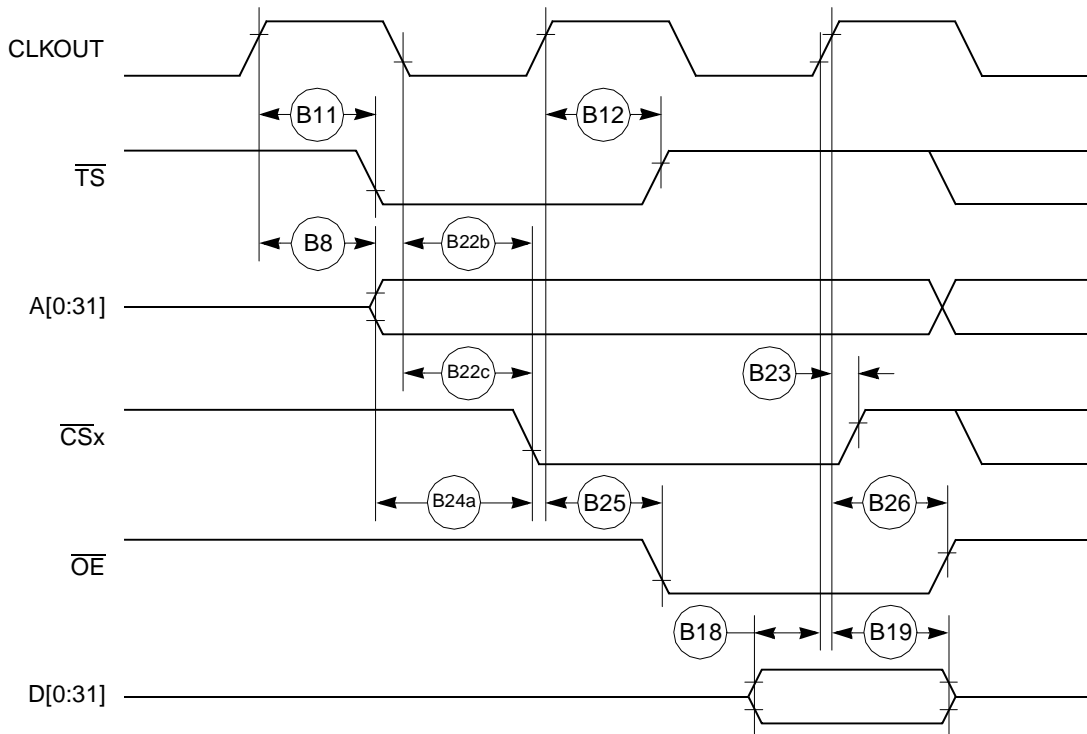 CLKOUT
B11
B12
TS
B8
B22b
A[0:31]
B22c
B23
CSx
B24a
B25
B26
OE
B18
B19
D[0:31]